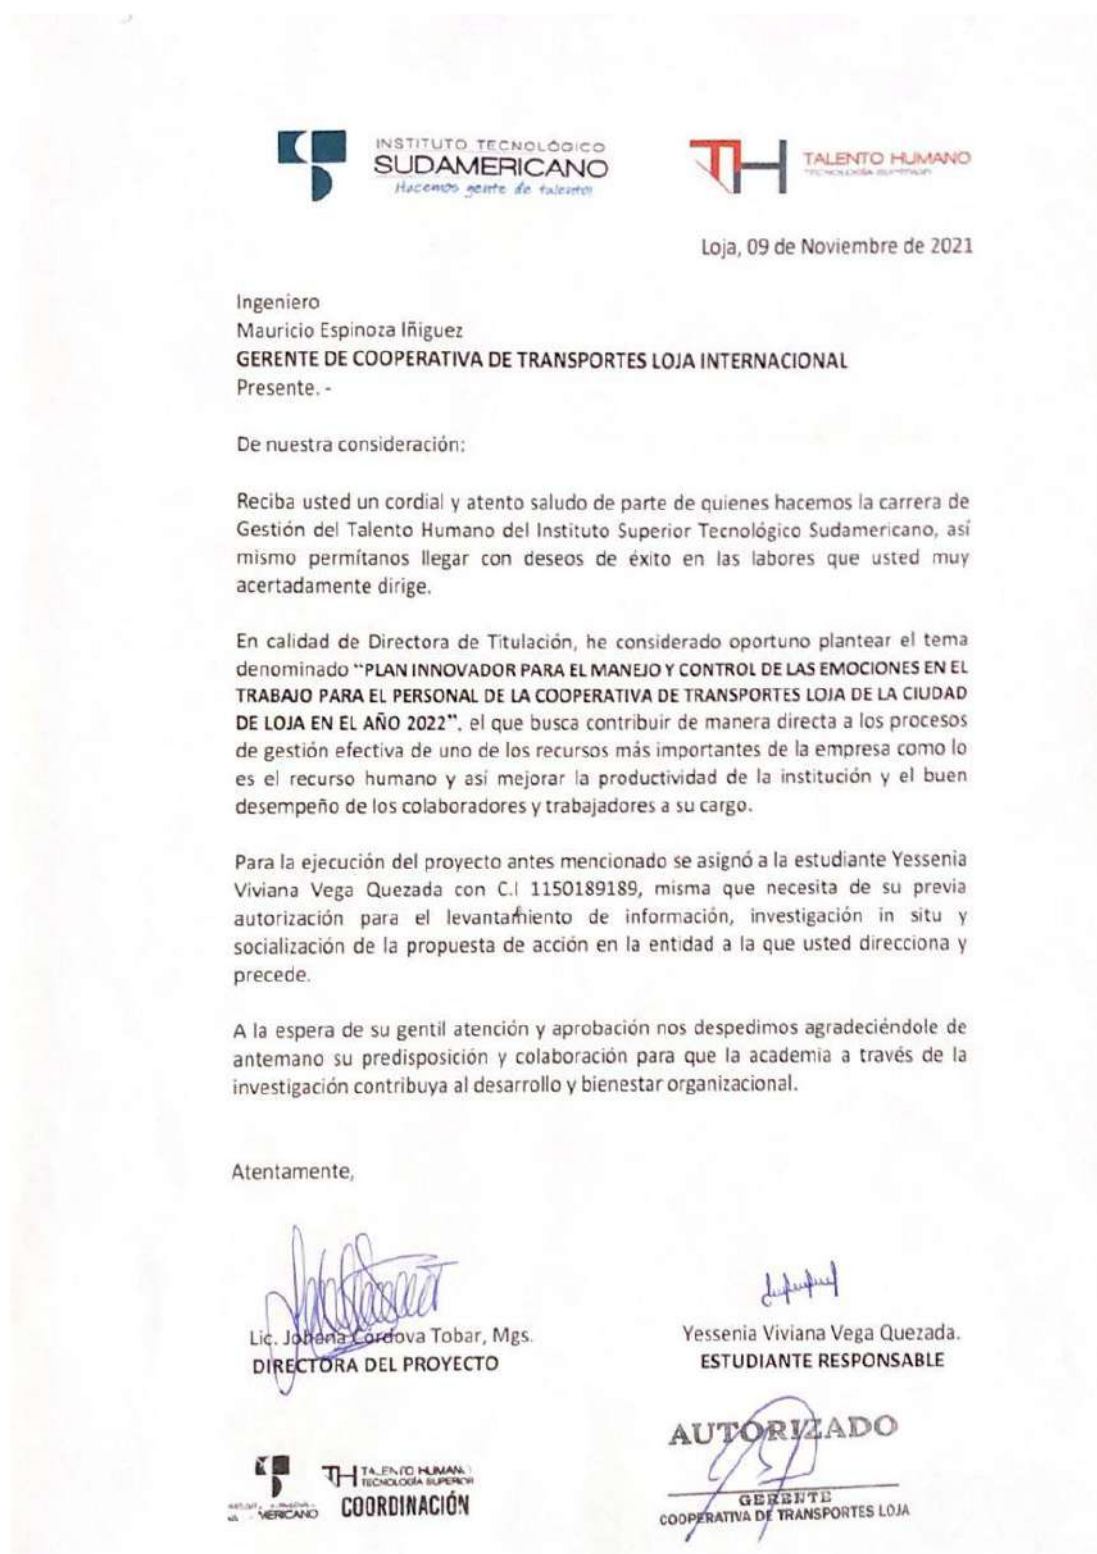 INSTITUTO TECNOLÓGICO
SUDAMERICANO
Hacemos gente de talento!
TALENTO HUMANO
TECNOLOGÍA SUPERIOR
Loja, 09 de Noviembre de 2021
Ingeniero
Mauricio Espinoza Iñiguez
GERENTE DE COOPERATIVA DE TRANSPORTES LOJA INTERNACIONAL
Presente. -
De nuestra consideración:
Reciba usted un cordial y atento saludo de parte de quienes hacemos la carrera de
Gestión del Talento Humano del Instituto Superior Tecnológico Sudamericano, así
mismo permítanos llegar con deseos de éxito en las labores que usted muy
acertadamente dirige.
En calidad de Directora de Titulación, he considerado oportuno plantear el tema
denominado "PLAN INNOVADOR PARA EL MANEJO Y CONTROL DE LAS EMOCIONES EN EL
TRABAJO PARA EL PERSONAL DE LA COOPERATIVA DE TRANSPORTES LOJA DE LA CIUDAD
DE LOJA EN EL AÑO 2022", el que busca contribuir de manera directa a los procesos
de gestión efectiva de uno de los recursos más importantes de la empresa como lo
es el recurso humano y así mejorar la productividad de la institución y el buen
desempeño de los colaboradores y trabajadores a su cargo.
Para la ejecución del proyecto antes mencionado se asignó a la estudiante Yessenia
Viviana Vega Quezada con C.I 1150189189, misma que necesita de su previa
autorización para el levantamiento de información, investigación in situ y
socialización de la propuesta de acción en la entidad a la que usted direcciona y
precede.
A la espera de su gentil atención y aprobación nos despedimos agradeciéndole de
antemano su predisposición y colaboración para que la academia a través de la
investigación contribuya al desarrollo y bienestar organizacional.
Atentamente,
Lic. Johana Córdova Tobar, Mgs.
DIRECTORA DEL PROYECTO
Yessenia Viviana Vega Quezada.
ESTUDIANTE RESPONSABLE
AUTORIZADO
GERENTE
COOPERATIVA DE TRANSPORTES LOJA
TALENTO HUMANO
TECNOLOGÍA SUPERIOR
COORDINACIÓN